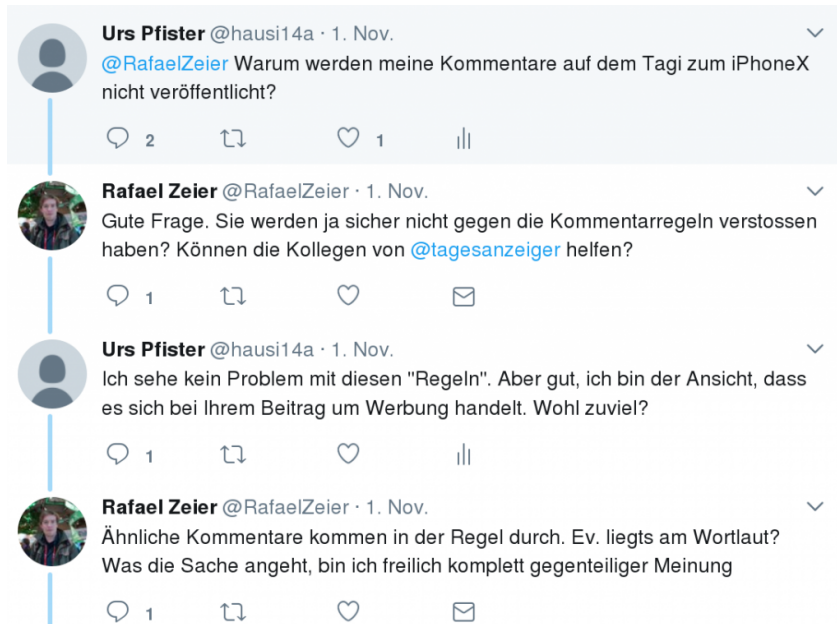 Urs Pfister @hausi14a · 1. Nov.
@RafaelZeier Warum werden meine Kommentare auf dem Tagi zum iPhoneX
nicht veröffentlicht?
2 1
Rafael Zeier @RafaelZeier · 1. Nov.
Gute Frage. Sie werden ja sicher nicht gegen die Kommentarregeln verstossen
haben? Können die Kollegen von @tagesanzeiger helfen?
1
Urs Pfister @hausi14a · 1. Nov.
Ich sehe kein Problem mit diesen "Regeln". Aber gut, ich bin der Ansicht, dass
es sich bei Ihrem Beitrag um Werbung handelt. Wohl zuviel?
1
Rafael Zeier @RafaelZeier · 1. Nov.
Ähnliche Kommentare kommen in der Regel durch. Ev. liegts am Wortlaut?
Was die Sache angeht, bin ich freilich komplett gegenteiliger Meinung
1